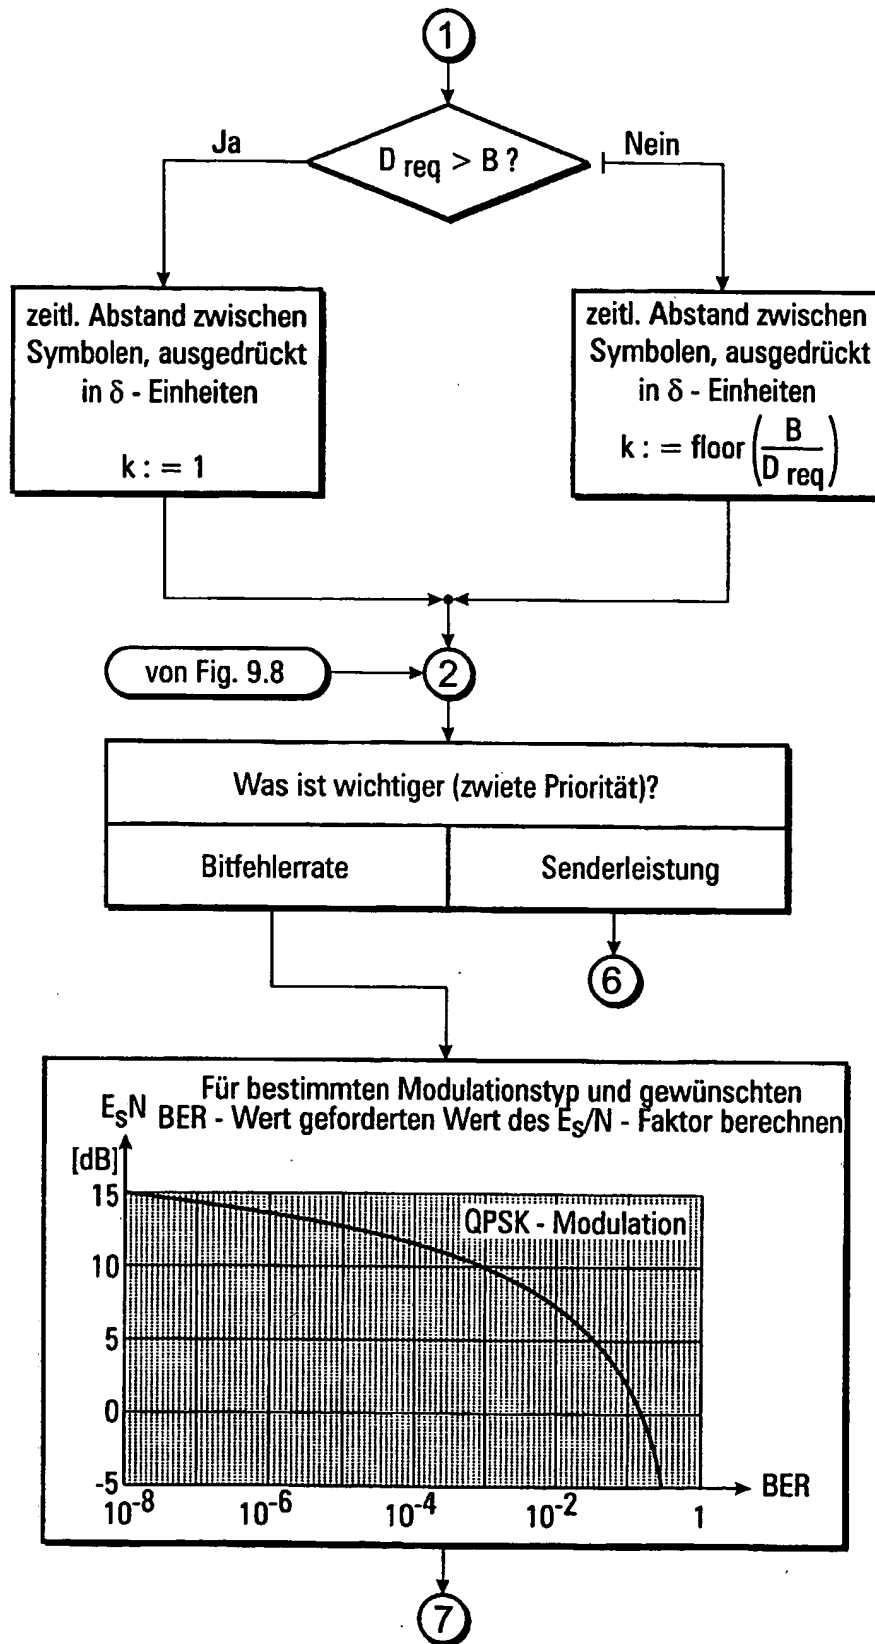 1
Ja
D req > B ?
Nein
zeitl. Abstand zwischen
Symbolen, ausgedrückt
in δ - Einheiten
k : = 1
zeitl. Abstand zwischen
Symbolen, ausgedrückt
in δ - Einheiten
k : = floor ( B / D req )
von Fig. 9.8
2
Was ist wichtiger (zwiete Priorität)?
Bitfehlerrate
Senderleistung
6
Für bestimmten Modulationstyp und gewünschten
BER - Wert geforderten Wert des Es/N - Faktor berechnen
EsN
[dB]
QPSK - Modulation
15
10
5
0
-5
10-8
10-6
10-4
10-2
1
BER
7